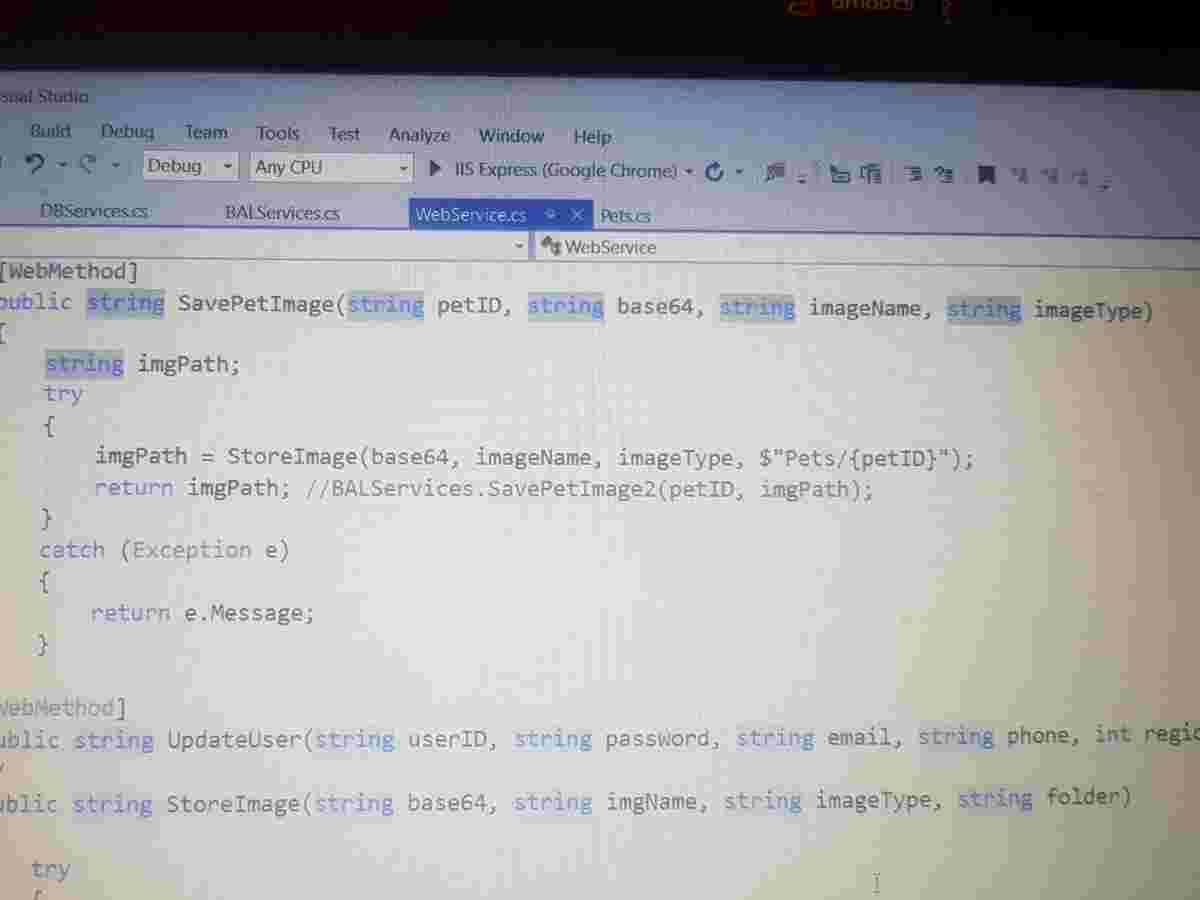 sual Studio
Build Debug Team Tools Test Analyze Window Help
Debug Any CPU IIS Express (Google Chrome)
DBServices.cs BALServices.cs WebService.cs Pets.cs
WebService
[WebMethod]
public string SavePetImage(string petID, string base64, string imageName, string imageType)
{
string imgPath;
try
{
imgPath = StoreImage(base64, imageName, imageType, $"Pets/{petID}");
return imgPath; //BALServices.SavePetImage2(petID, imgPath);
}
catch (Exception e)
{
return e.Message;
}
WebMethod]
ublic string UpdateUser(string userID, string password, string email, string phone, int regio
ublic string StoreImage(string base64, string imgName, string imageType, string folder)
try
{